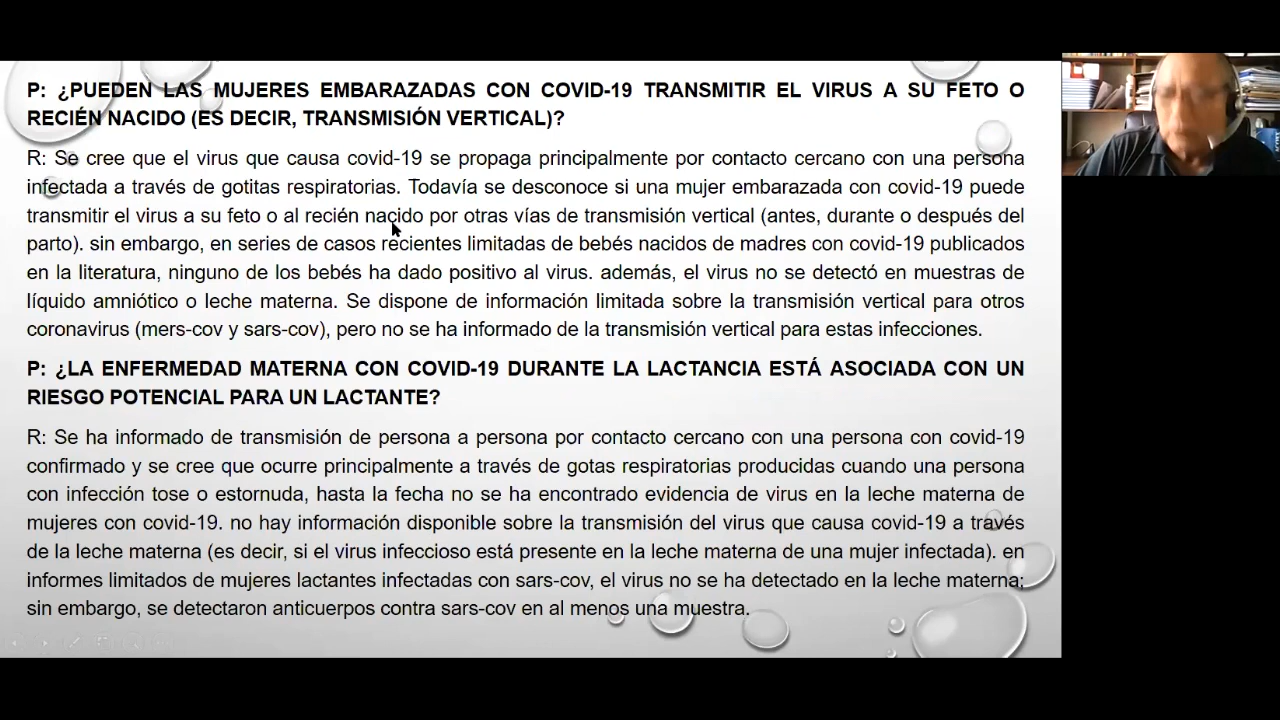 P: ¿PUEDEN LAS MUJERES EMBARAZADAS CON COVID-19 TRANSMITIR EL VIRUS A SU FETO O
RECIÉN NACIDO (ES DECIR, TRANSMISIÓN VERTICAL)?
R: Se cree que el virus que causa covid-19 se propaga principalmente por contacto cercano con una persona
infectada a través de gotitas respiratorias. Todavía se desconoce si una mujer embarazada con covid-19 puede
transmitir el virus a su feto o al recién nacido por otras vías de transmisión vertical (antes, durante o después del
parto). sin embargo, en series de casos recientes limitadas de bebés nacidos de madres con covid-19 publicados
en la literatura, ninguno de los bebés ha dado positivo al virus. además, el virus no se detectó en muestras de
líquido amniótico o leche materna. Se dispone de información limitada sobre la transmisión vertical para otros
coronavirus (mers-cov y sars-cov), pero no se ha informado de la transmisión vertical para estas infecciones.
P: ¿LA ENFERMEDAD MATERNA CON COVID-19 DURANTE LA LACTANCIA ESTÁ ASOCIADA CON UN
RIESGO POTENCIAL PARA UN LACTANTE?
R: Se ha informado de transmisión de persona a persona por contacto cercano con una persona con covid-19
confirmado y se cree que ocurre principalmente a través de gotas respiratorias producidas cuando una persona
con infección tose o estornuda, hasta la fecha no se ha encontrado evidencia de virus en la leche materna de
mujeres con covid-19. no hay información disponible sobre la transmisión del virus que causa covid-19 a través
de la leche materna (es decir, si el virus infeccioso está presente en la leche materna de una mujer infectada). en
informes limitados de mujeres lactantes infectadas con sars-cov, el virus no se ha detectado en la leche materna;
sin embargo, se detectaron anticuerpos contra sars-cov en al menos una muestra.